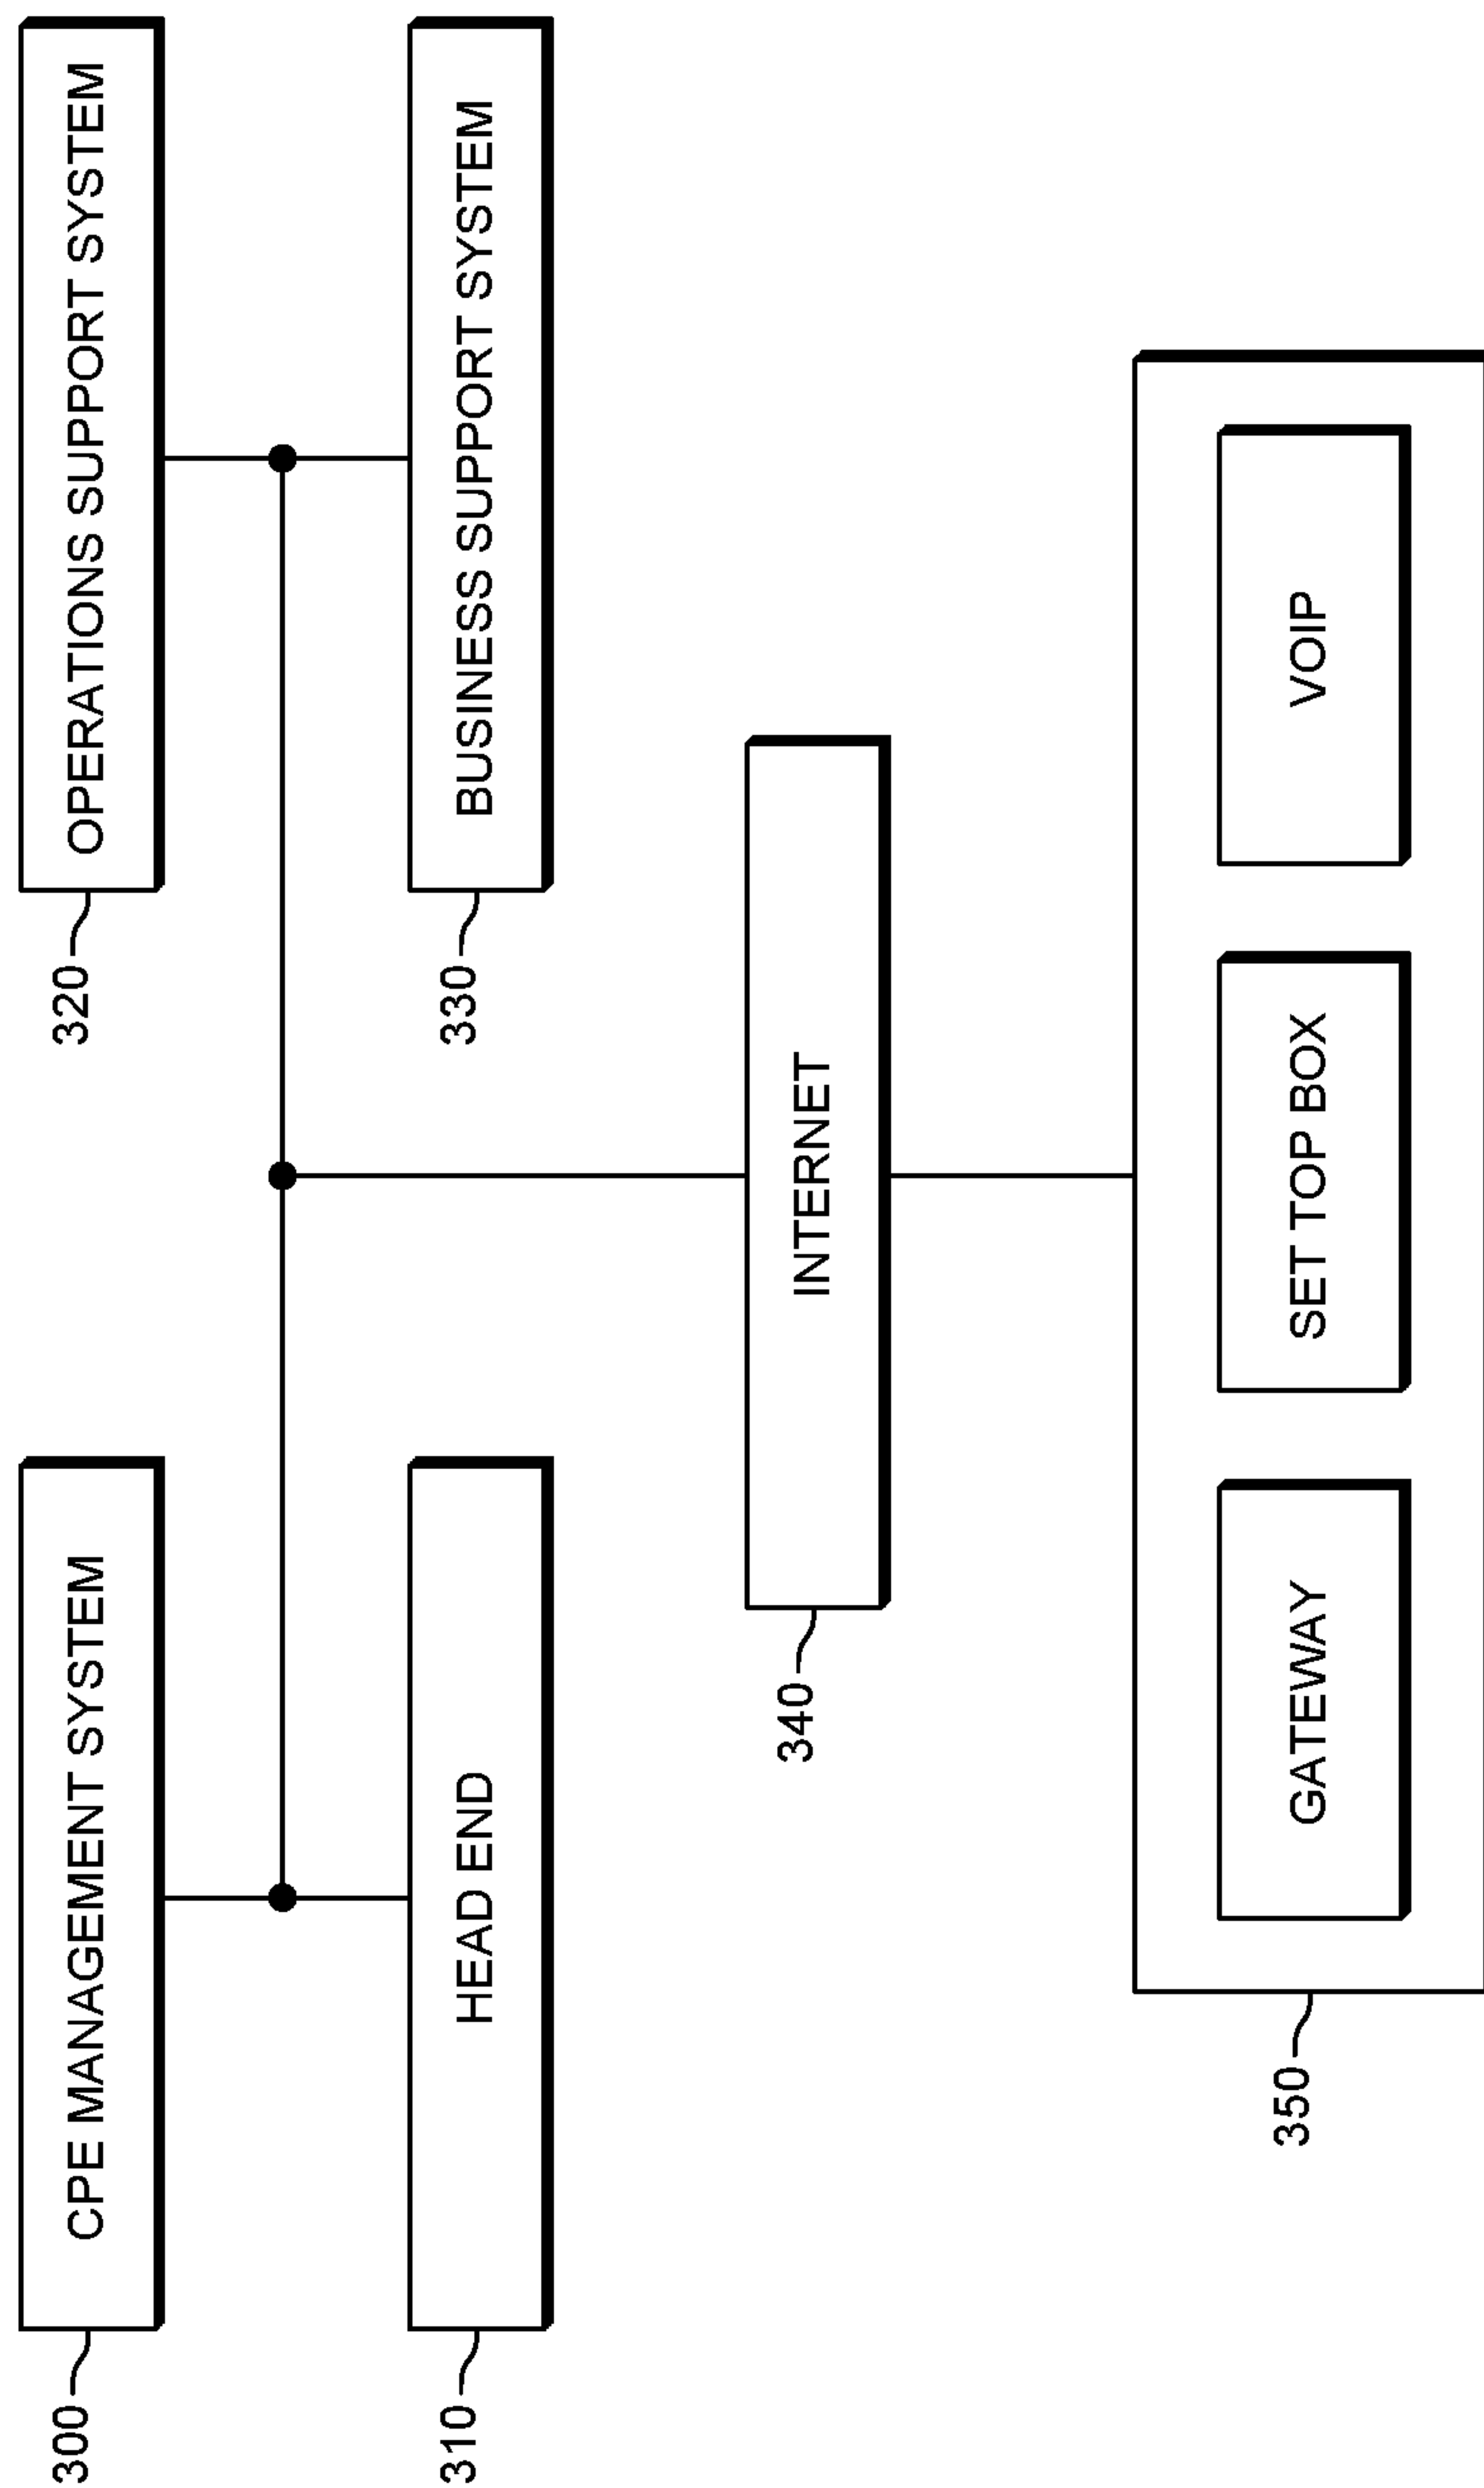 300
CPE MANAGEMENT SYSTEM
320
OPERATIONS SUPPORT SYSTEM
310
HEAD END
330
BUSINESS SUPPORT SYSTEM
340
INTERNET
350
GATEWAY
SET TOP BOX
VOIP